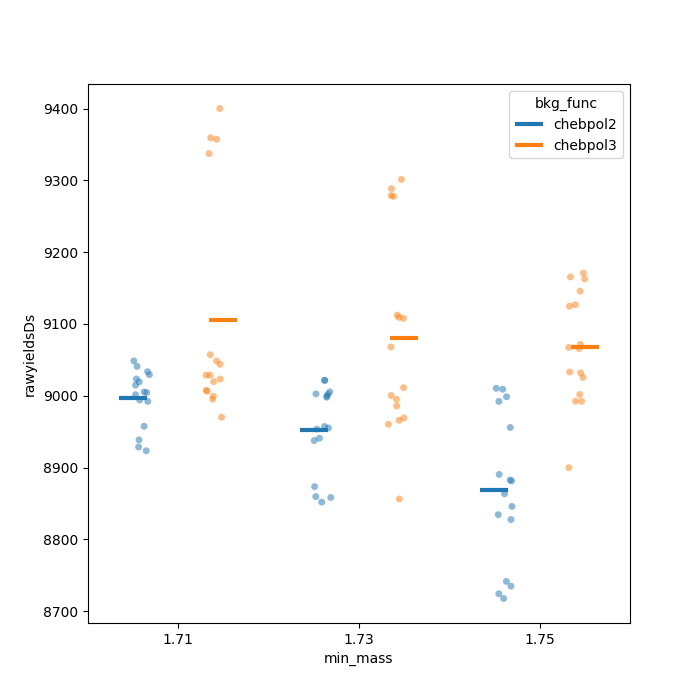 bkg_func
chebpol2
chebpol3
rawyieldsDs
9400
9300
9200
9100
9000
8900
8800
8700
1.71
1.73
1.75
min_mass